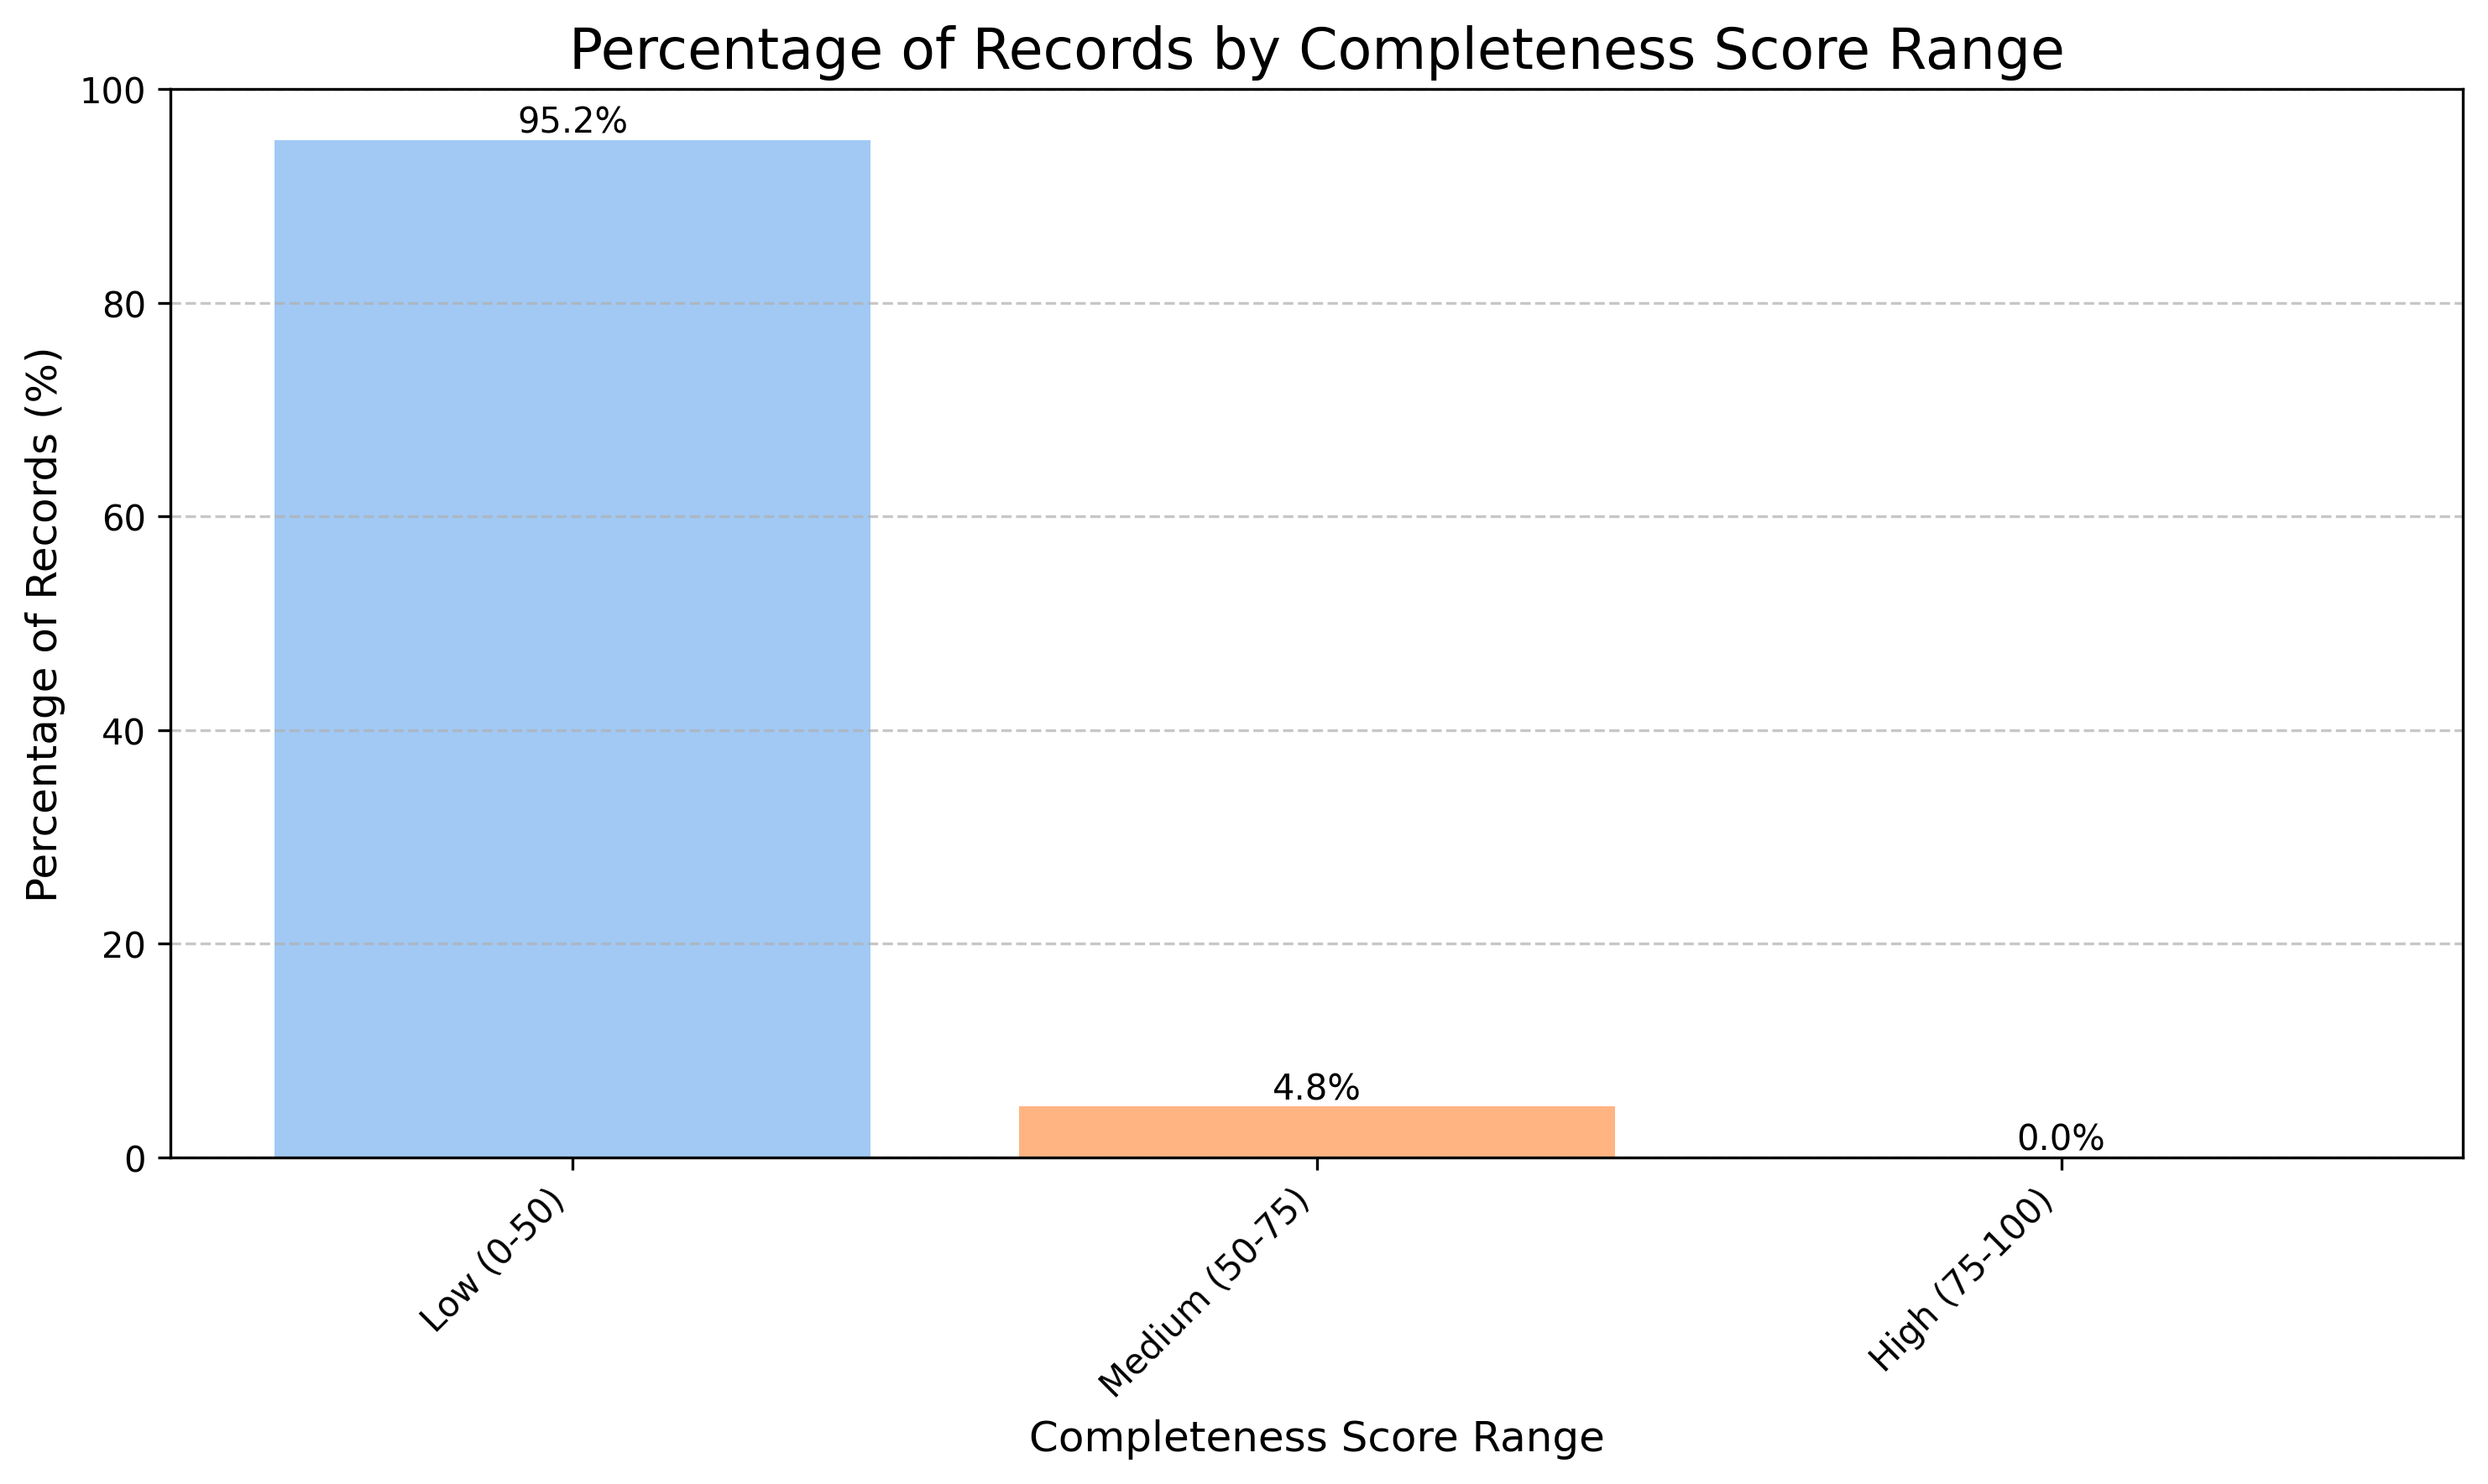 Percentage of Records by Completeness Score Range
Percentage of Records (%)
100
80
60
40
20
0
95.2%
4.8%
0.0%
Low (0-50)
Medium (50-75)
High (75-100)
Completeness Score Range